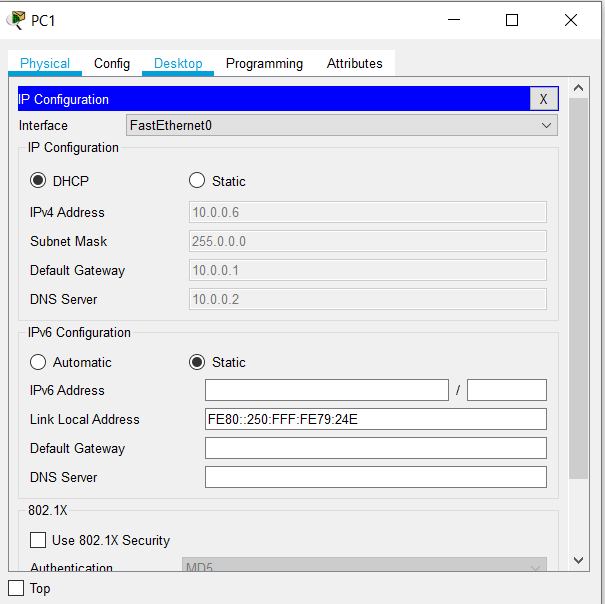 PC1
Physical Config Desktop Programming Attributes
IP Configuration X
Interface FastEthernet0
IP Configuration
DHCP Static
IPv4 Address 10.0.0.6
Subnet Mask 255.0.0.0
Default Gateway 10.0.0.1
DNS Server 10.0.0.2
IPv6 Configuration
Automatic Static
IPv6 Address /
Link Local Address FE80::250:FFF:FE79:24E
Default Gateway
DNS Server
802.1X
Use 802.1X Security
Authentication MD5
Top